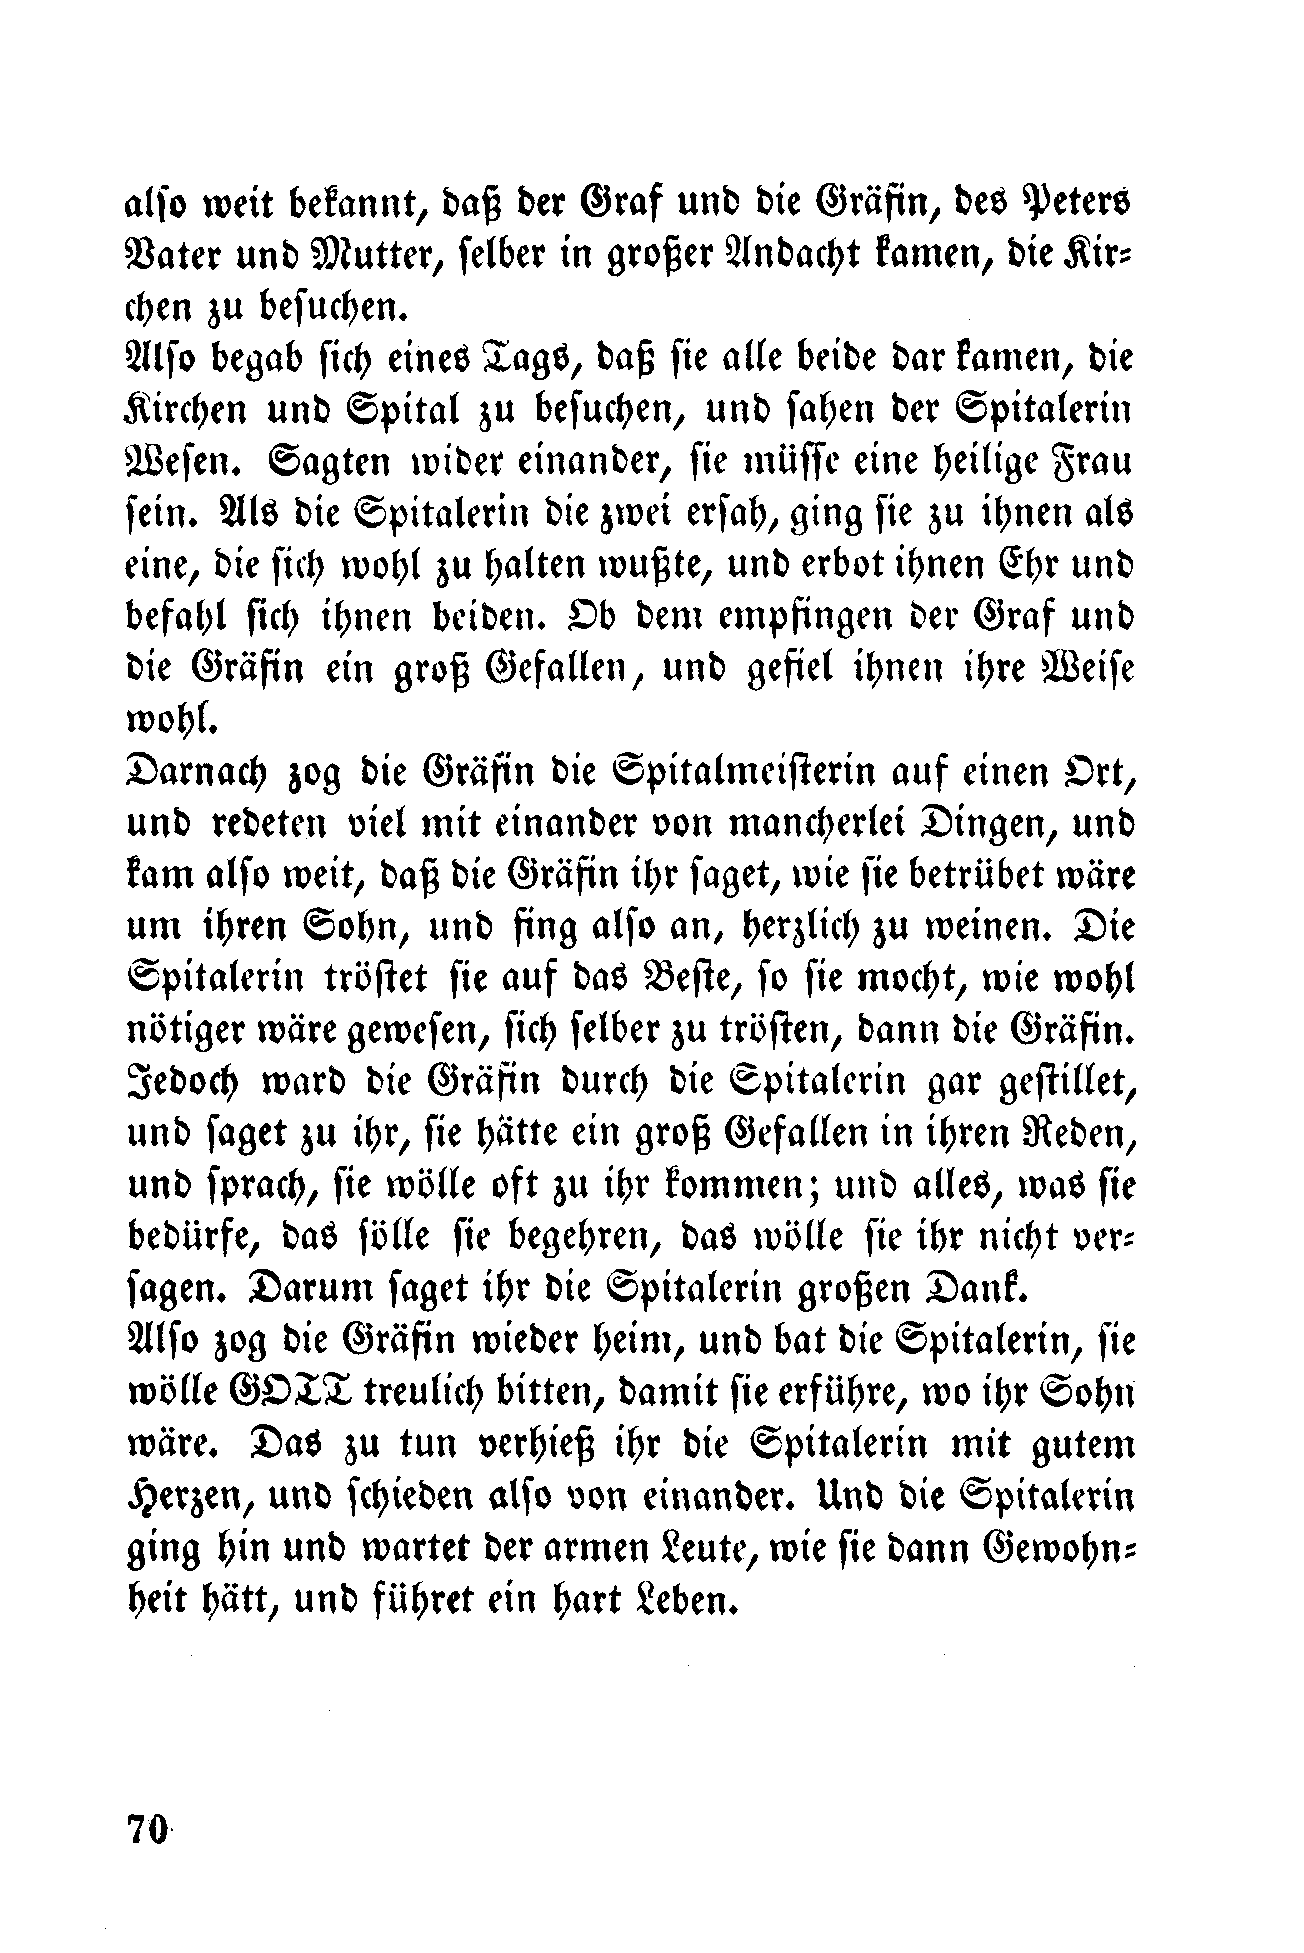 also weit bekannt, daß der Graf und die Gräfin, des Peters
Vater und Mutter, selber in großer Andacht kamen, die Kir-
chen zu besuchen.
Also begab sich eines Tags, daß sie alle beide dar kamen, die
Kirchen und Spital zu besuchen, und sahen der Spitalerin
Wesen. Sagten wider einander, sie müsse eine heilige Frau
sein. Als die Spitalerin die zwei ersah, ging sie zu ihnen als
eine, die sich wohl zu halten wußte, und erbot ihnen Ehr und
befahl sich ihnen beiden. Ob dem empfingen der Graf und
die Gräfin ein groß Gefallen, und gefiel ihnen ihre Weise
wohl.
Darnach zog die Gräfin die Spitalmeisterin auf einen Ort,
und redeten viel mit einander von mancherlei Dingen, und
kam also weit, daß die Gräfin ihr saget, wie sie betrübet wäre
um ihren Sohn, und fing also an, herzlich zu weinen. Die
Spitalerin tröstet sie auf das Beste, so sie mocht, wie wohl
nötiger wäre gewesen, sich selber zu trösten, dann die Gräfin.
Jedoch ward die Gräfin durch die Spitalerin gar gestillet,
und saget zu ihr, sie hätte ein groß Gefallen in ihren Reden,
und sprach, sie wölle oft zu ihr kommen; und alles, was sie
bedürfe, das sölle sie begehren, das wölle sie ihr nicht ver-
sagen. Darum saget ihr die Spitalerin großen Dank.
Also zog die Gräfin wieder heim, und bat die Spitalerin, sie
wölle GOTT treulich bitten, damit sie erführe, wo ihr Sohn
wäre. Das zu tun verhieß ihr die Spitalerin mit gutem
Herzen, und schieden also von einander. Und die Spitalerin
ging hin und wartet der armen Leute, wie sie dann Gewohn-
heit hätt, und führet ein hart Leben.
70